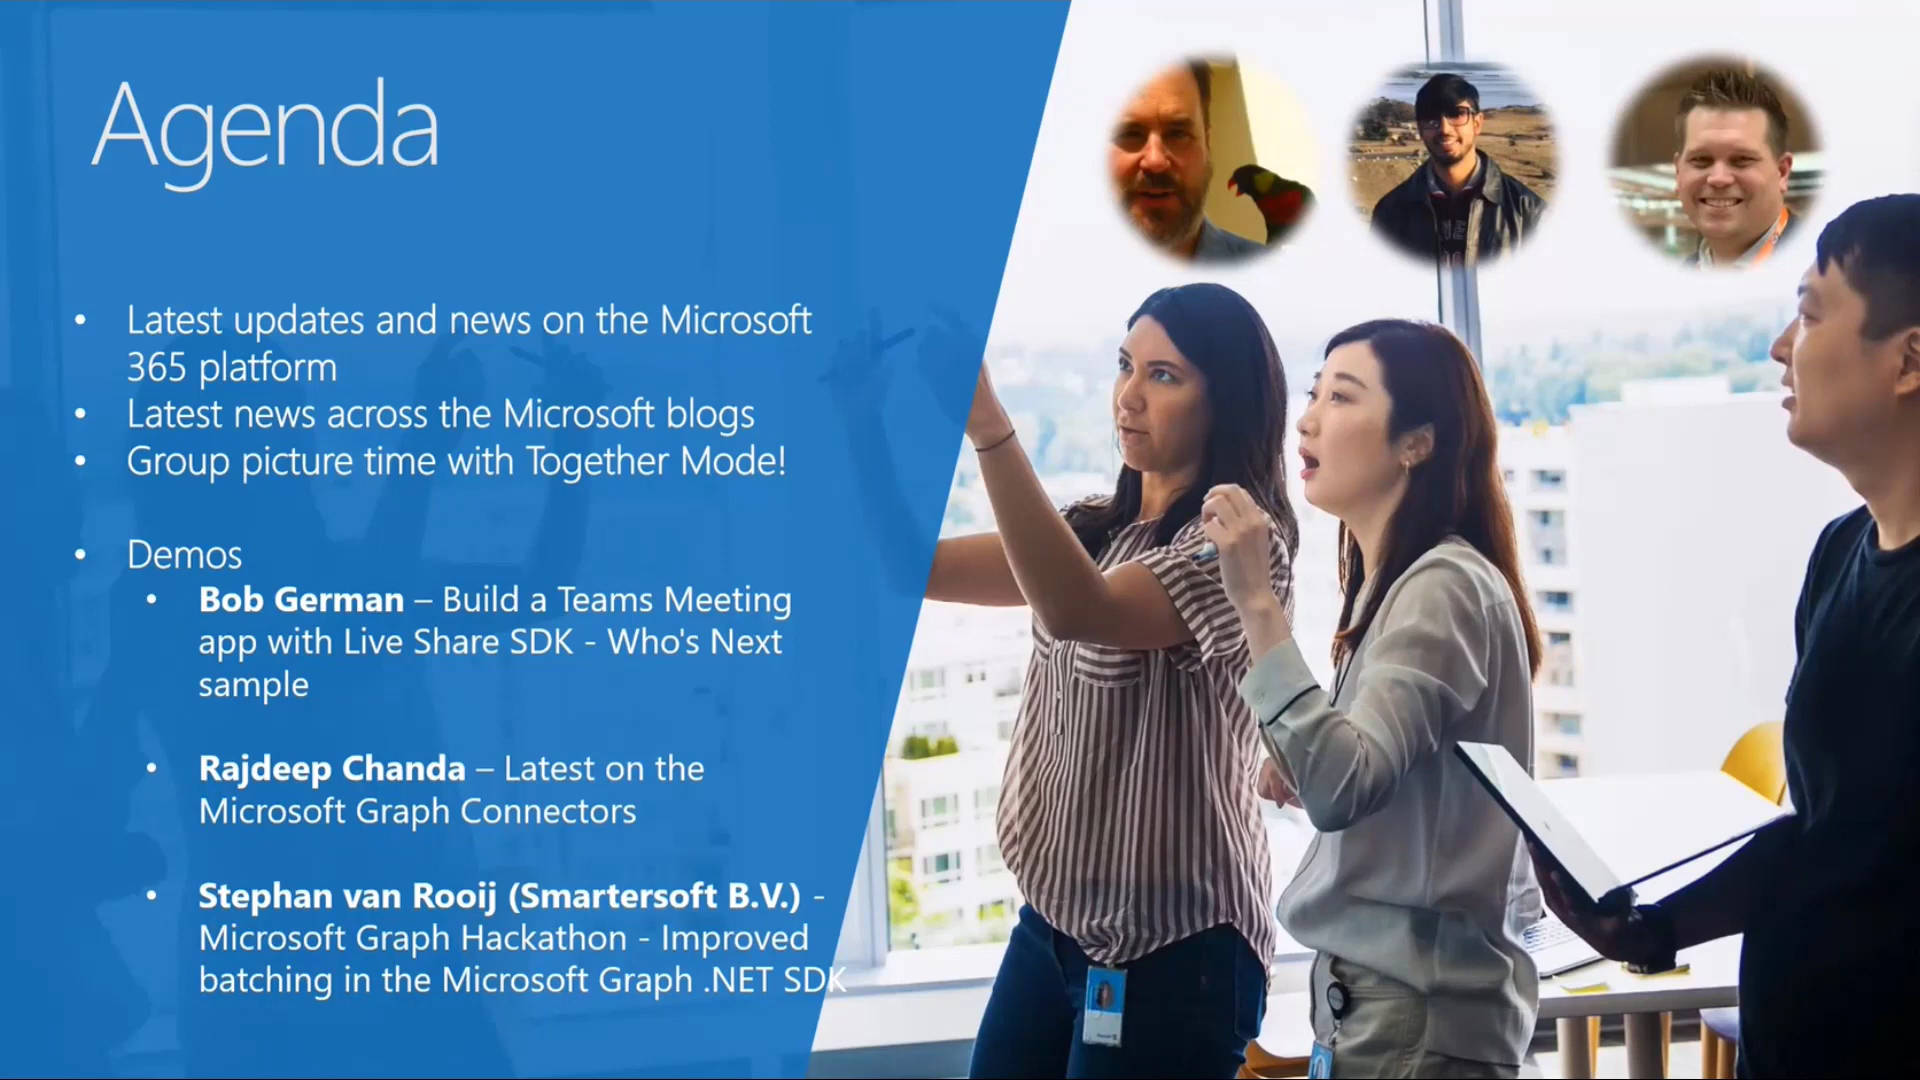 Agenda
• Latest updates and news on the Microsoft
365 platform
• Latest news across the Microsoft blogs
• Group picture time with Together Mode!
• Demos
• Bob German – Build a Teams Meeting
app with Live Share SDK - Who's Next
sample
• Rajdeep Chanda – Latest on the
Microsoft Graph Connectors
• Stephan van Rooij (Smartersoft B.V.) -
Microsoft Graph Hackathon - Improved
batching in the Microsoft Graph .NET SDK